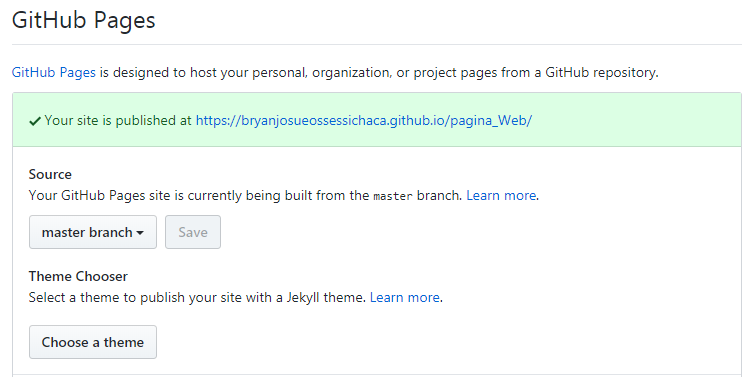 GitHub Pages
GitHub Pages is designed to host your personal, organization, or project pages from a GitHub repository.
✔ Your site is published at https://bryanjosueossessichaca.github.io/pagina_Web/
Source
Your GitHub Pages site is currently being built from the master branch. Learn more.
master branch Save
Theme Chooser
Select a theme to publish your site with a Jekyll theme. Learn more.
Choose a theme